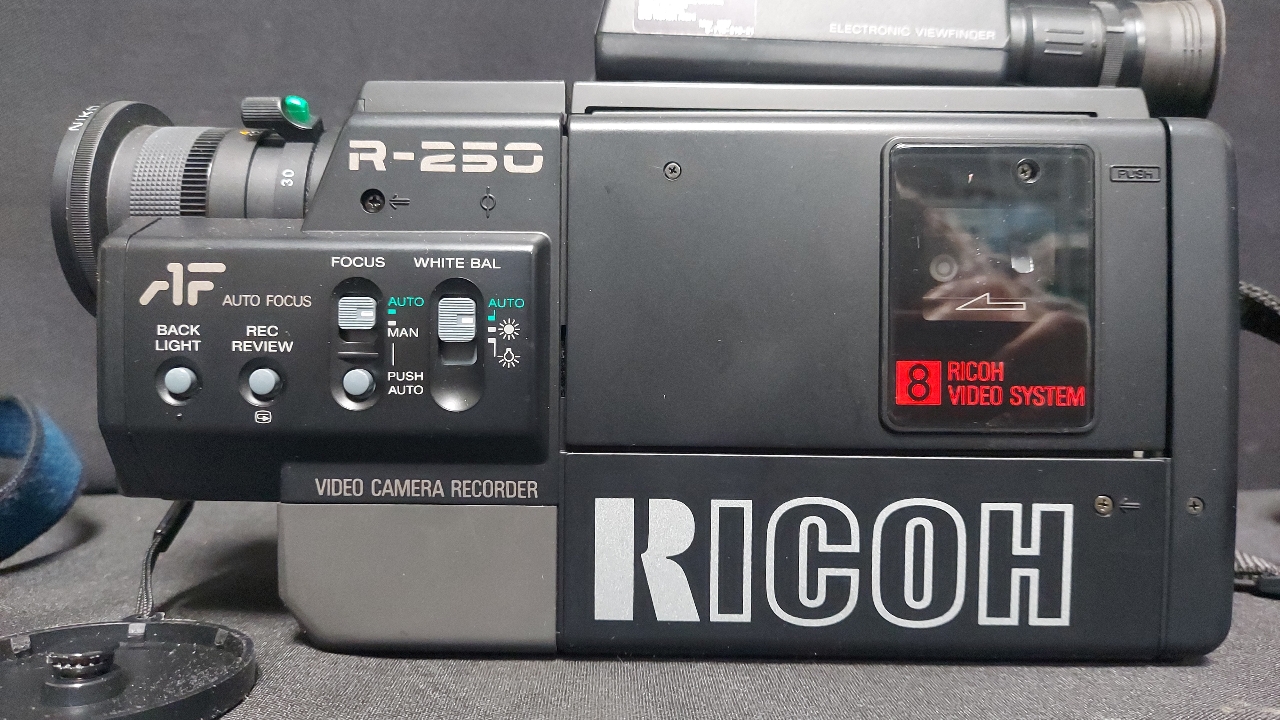 ELECTRONIC VIEWFINDER
R-250
30
PUSH
AF AUTO FOCUS
FOCUS
WHITE BAL
AUTO
MAN
PUSH
AUTO
AUTO
BACK
LIGHT
REC
REVIEW
8 RICOH
VIDEO SYSTEM
VIDEO CAMERA RECORDER
RICOH